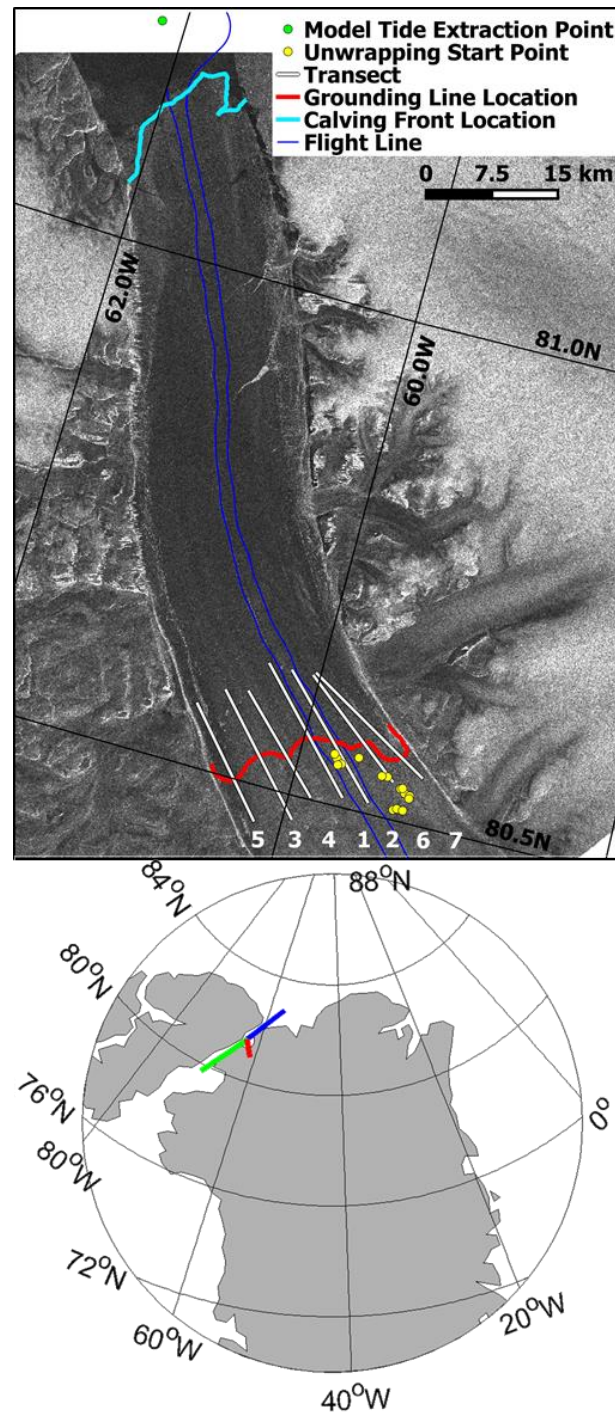 Model Tide Extraction Point
Unwrapping Start Point
Transect
Grounding Line Location
Calving Front Location
Flight Line
0 7.5 15 km
62.0W
60.0W
81.0N
80.5N
5 3 4 1 2 6 7
88°N
84°N
80°N
76°N
80°W
72°N
60°W
40°W
20°W
0°